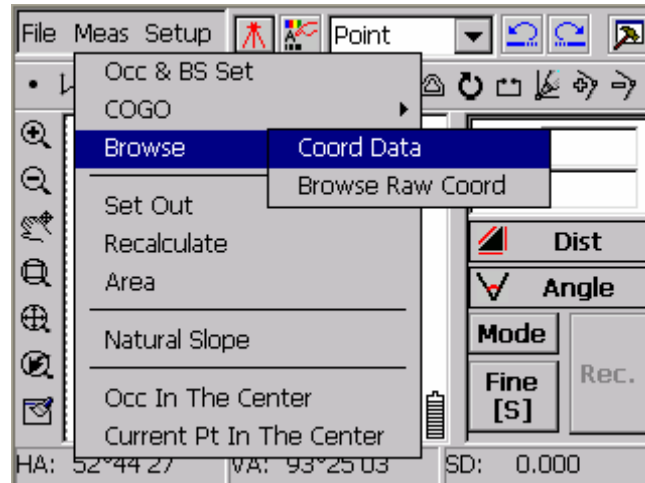 File Meas Setup Point
Occ & BS Set
COGO
Browse Coord Data
Browse Raw Coord
Set Out
Recalculate
Dist
Area
Angle
Natural Slope
Mode
Rec.
Fine
[S]
Occ In The Center
Current Pt In The Center
HA: 52°44'27 VA: 93°25'03 SD: 0.000